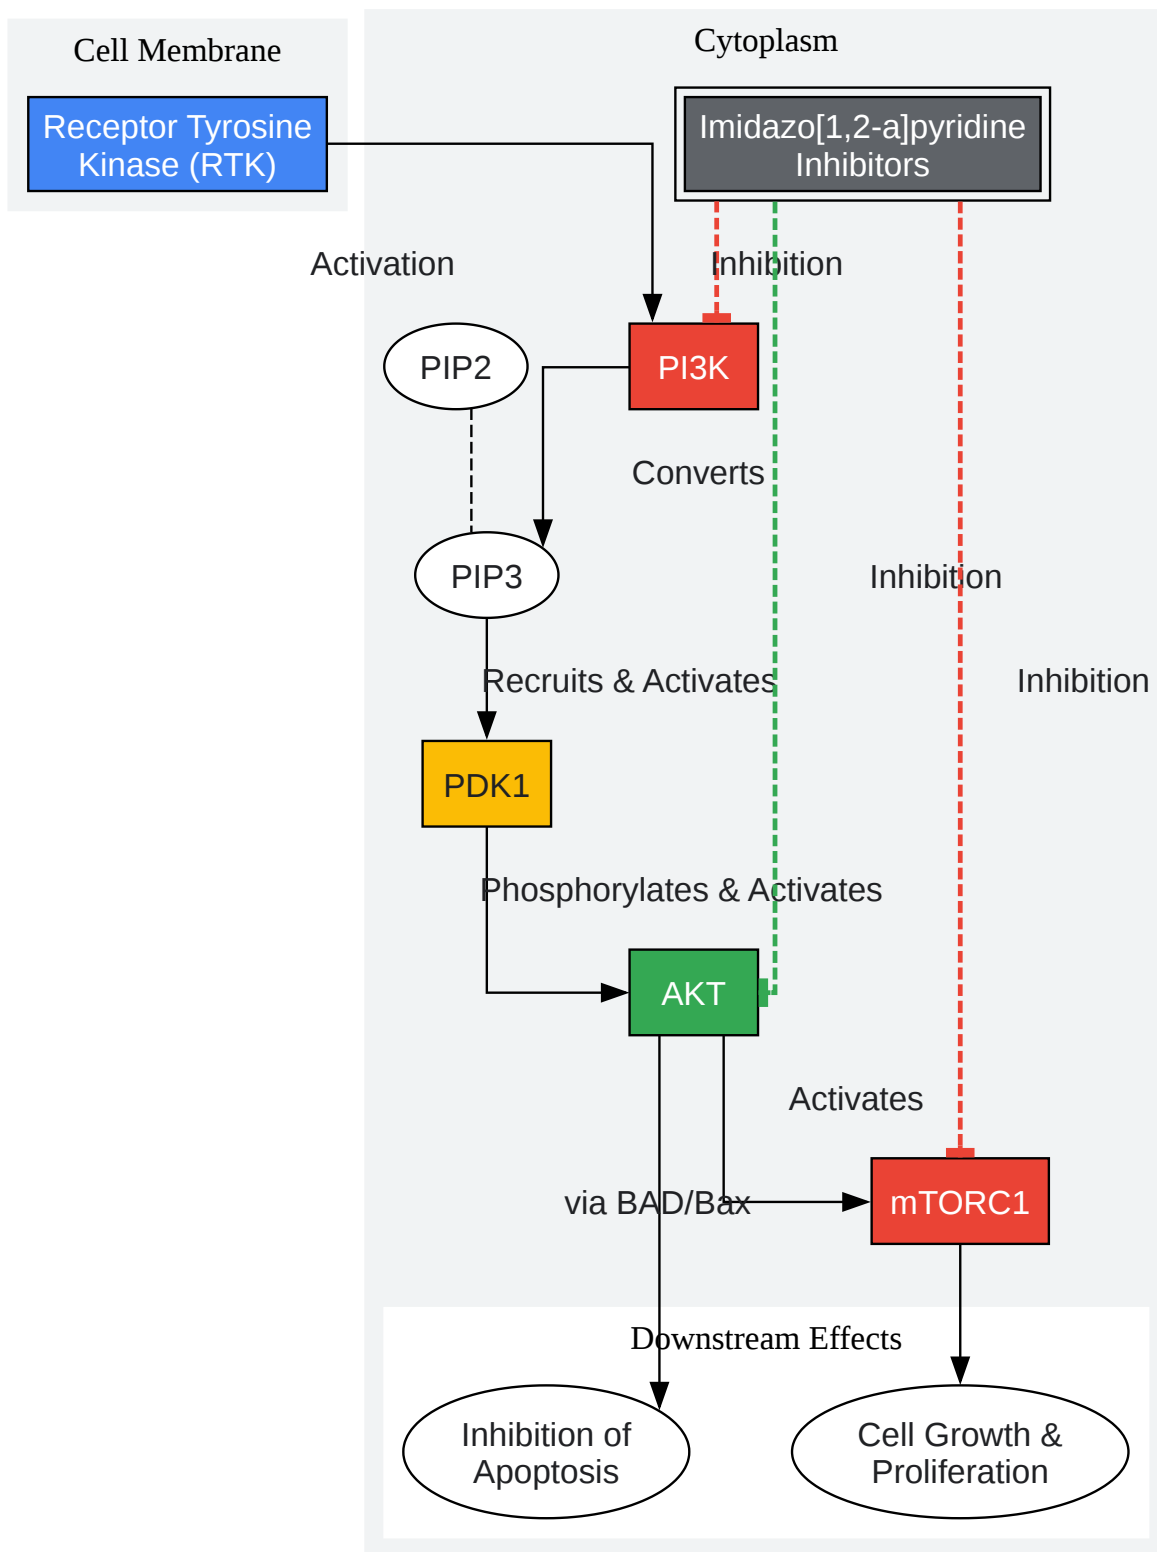 Cell Membrane
Cytoplasm
Receptor Tyrosine
Kinase (RTK)
Imidazo[1,2-a]pyridine
Inhibitors
Activation
Inhibition
PIP2
PI3K
Converts
PIP3
Inhibition
Recruits & Activates
Inhibition
PDK1
Phosphorylates & Activates
AKT
Activates
via BAD/Bax
mTORC1
Downstream Effects
Inhibition of
Apoptosis
Cell Growth &
Proliferation